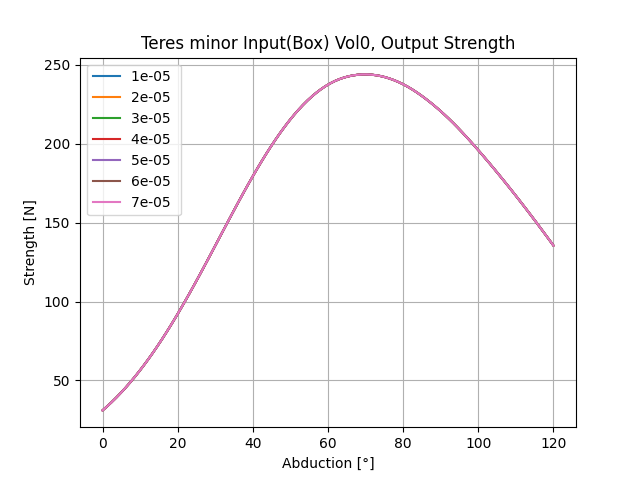 Teres minor Input(Box) Vol0, Output Strength
250
200
150
100
50
Strength [N]
1e-05
2e-05
3e-05
4e-05
5e-05
6e-05
7e-05
0 20 40 60 80 100 120
Abduction [°]